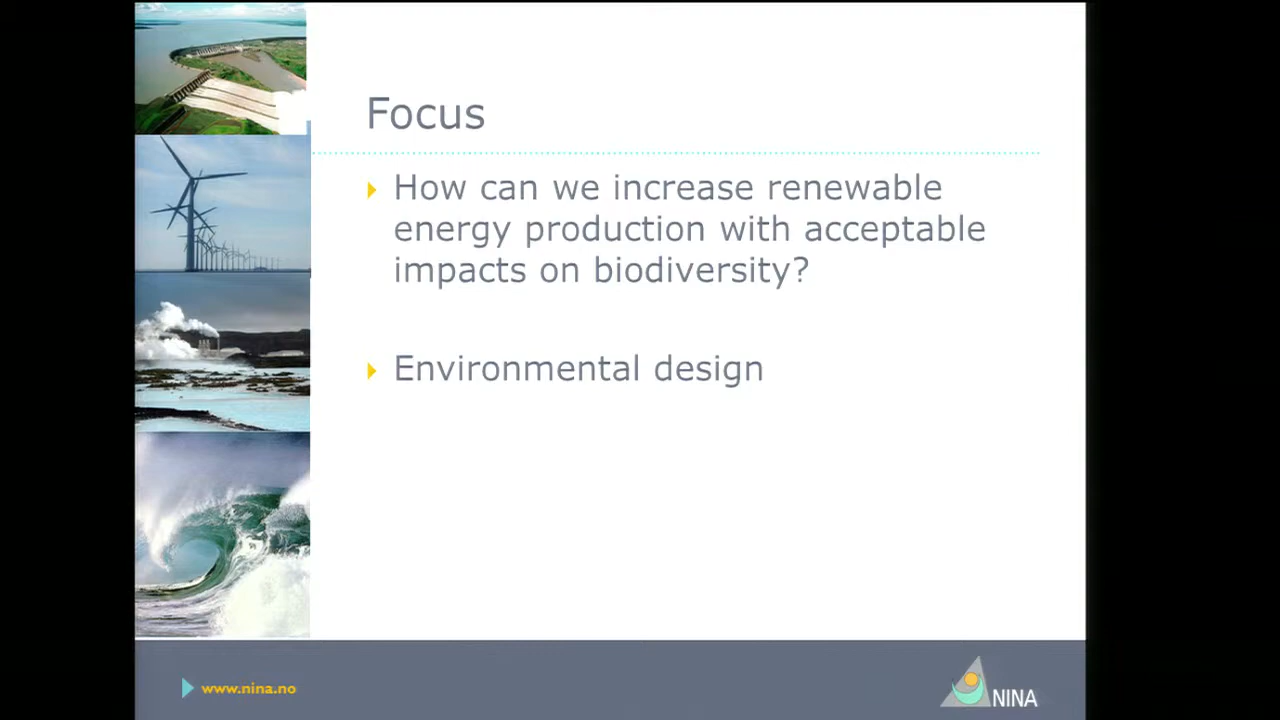 Focus
How can we increase renewable
energy production with acceptable
impacts on biodiversity?
Environmental design
www.nina.no
NINA